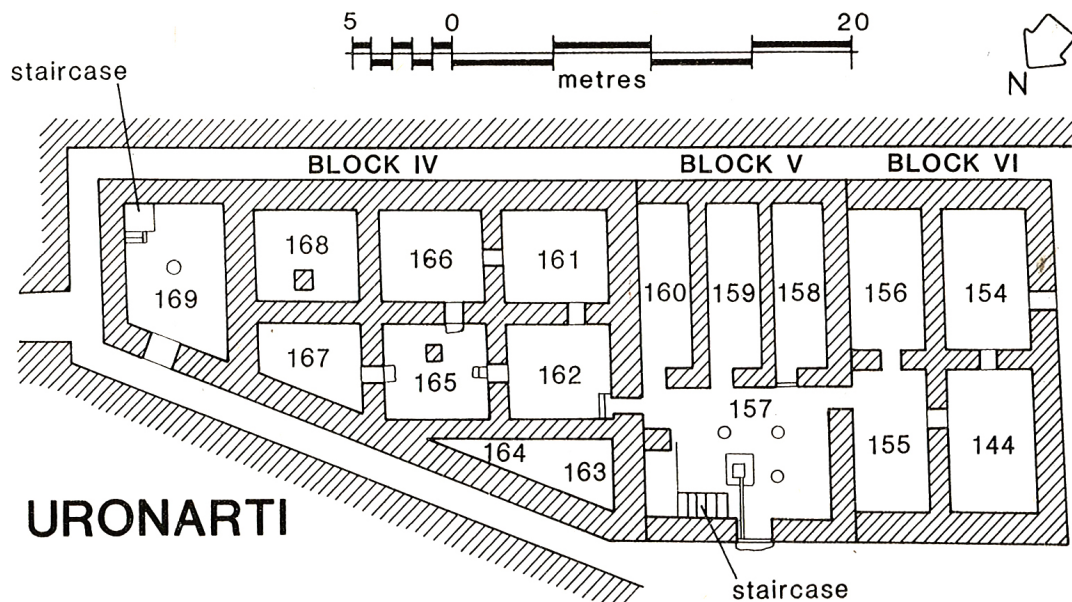 5 0 20
metres
N
staircase
BLOCK IV BLOCK V BLOCK VI
168 166 161
169
160 159 158 156 154
167 165 162
157
164 163
155 144
URONARTI
staircase